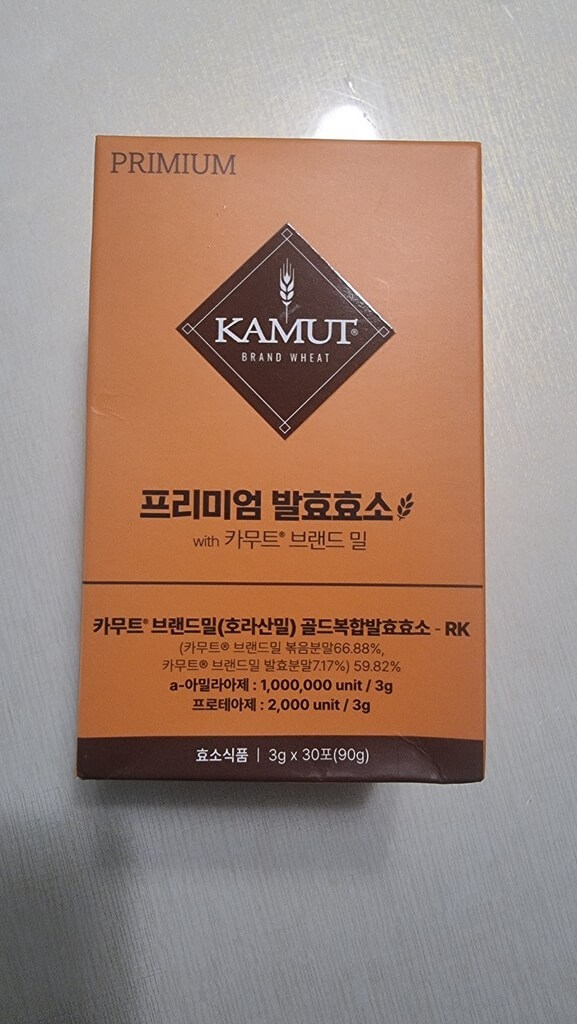 PRIMIUM
KAMUT®
BRAND WHEAT
프리미엄 발효효소
with 카무트® 브랜드 밀
카무트® 브랜드밀(호라산밀) 골드복합발효효소 - RK
(카무트® 브랜드밀 볶음분말66.88%,
카무트® 브랜드밀 발효분말7.17%) 59.82%
a-아밀라아제 : 1,000,000 unit / 3g
프로테아제 : 2,000 unit / 3g
효소식품 | 3g x 30포(90g)